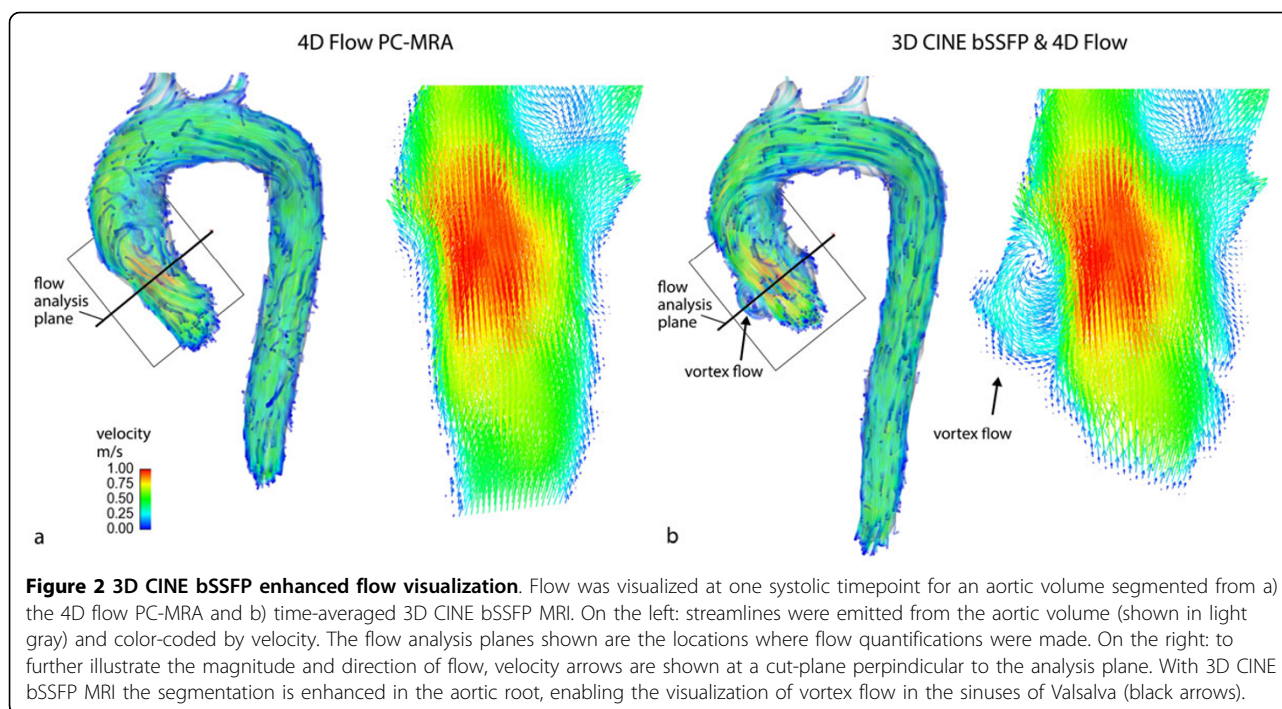 4D Flow PC-MRA
3D CINE bSSFP & 4D Flow
flow
analysis
plane
velocity
m/s
1.00
0.75
0.50
0.25
0.00
a
flow
analysis
plane
vortex flow
vortex flow
b
Figure 2 3D CINE bSSFP enhanced flow visualization. Flow was visualized at one systolic timepoint for an aortic volume segmented from a)
the 4D flow PC-MRA and b) time-averaged 3D CINE bSSFP MRI. On the left: streamlines were emitted from the aortic volume (shown in light
gray) and color-coded by velocity. The flow analysis planes shown are the locations where flow quantifications were made. On the right: to
further illustrate the magnitude and direction of flow, velocity arrows are shown at a cut-plane perpindicular to the analysis plane. With 3D CINE
bSSFP MRI the segmentation is enhanced in the aortic root, enabling the visualization of vortex flow in the sinuses of Valsalva (black arrows).